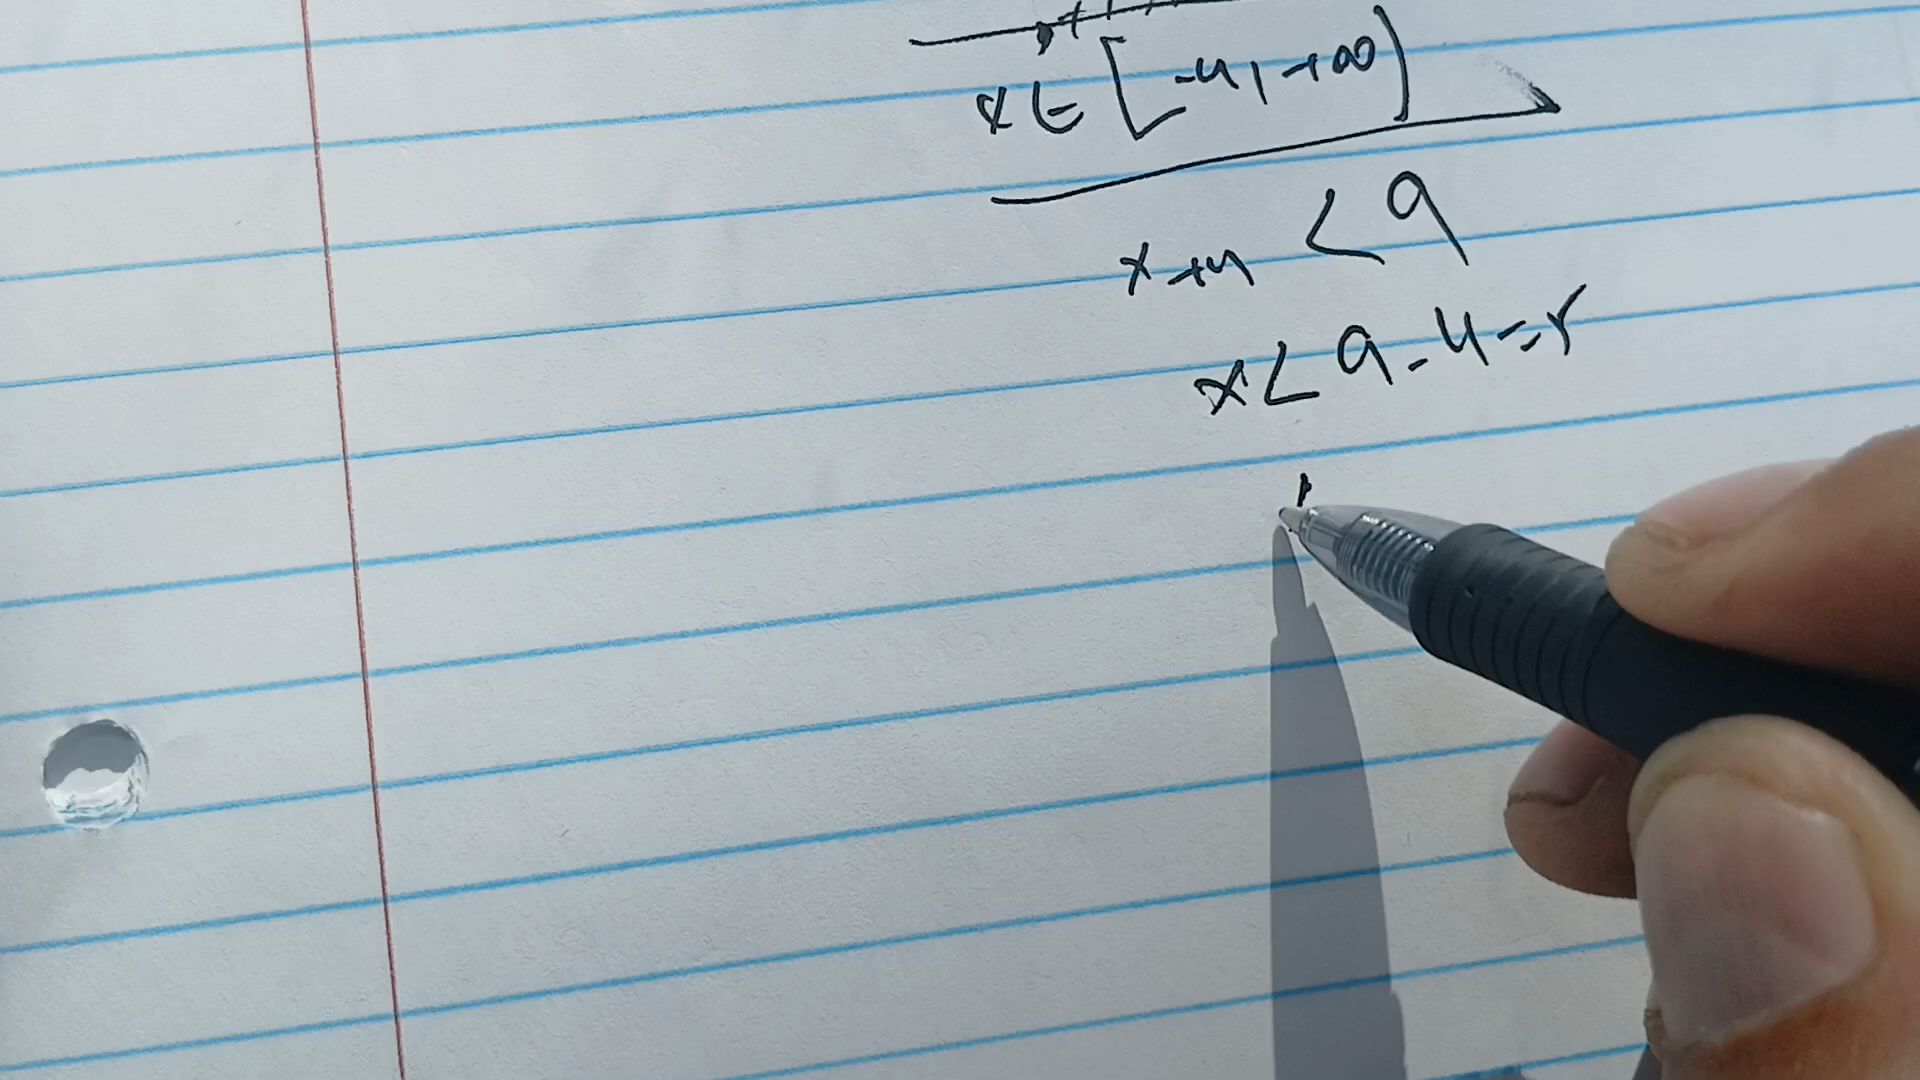 x ∈ [-4, +∞)
x+4 < 9
x < 9-4=5